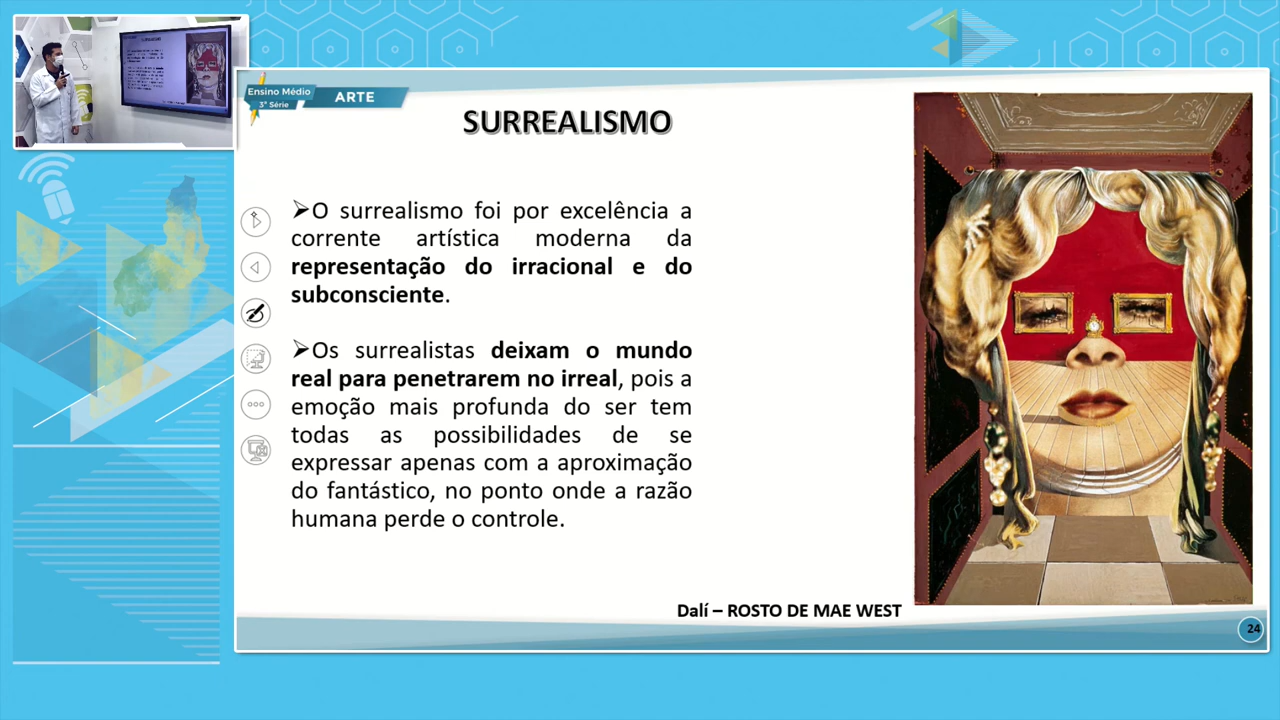 Ensino Médio
3ª Série
ARTE
SURREALISMO
➤O surrealismo foi por excelência a
corrente artística moderna da
representação do irracional e do
subconsciente.
➤Os surrealistas deixam o mundo
real para penetrarem no irreal, pois a
emoção mais profunda do ser tem
todas as possibilidades de se
expressar apenas com a aproximação
do fantástico, no ponto onde a razão
humana perde o controle.
Dalí – ROSTO DE MAE WEST
24